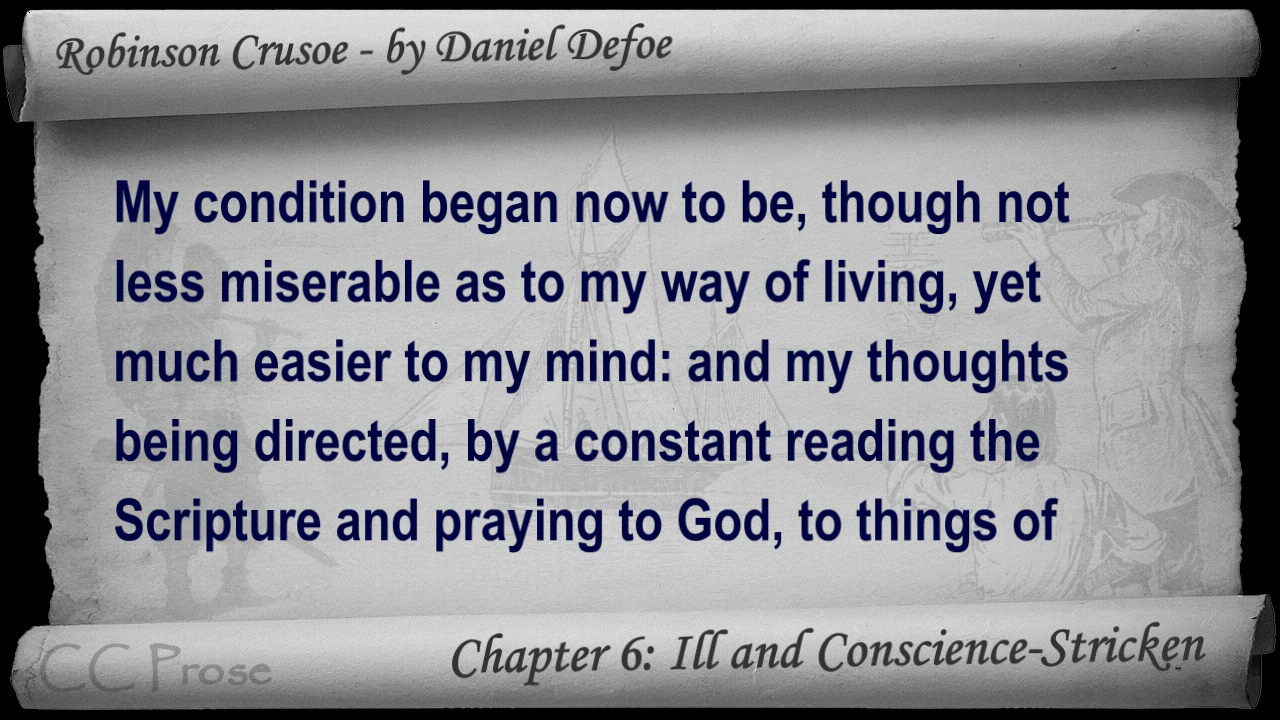 Robinson Crusoe - by Daniel Defoe
My condition began now to be, though not
less miserable as to my way of living, yet
much easier to my mind: and my thoughts
being directed, by a constant reading the
Scripture and praying to God, to things of
Chapter 6: Ill and Conscience-Stricken
CC Prose